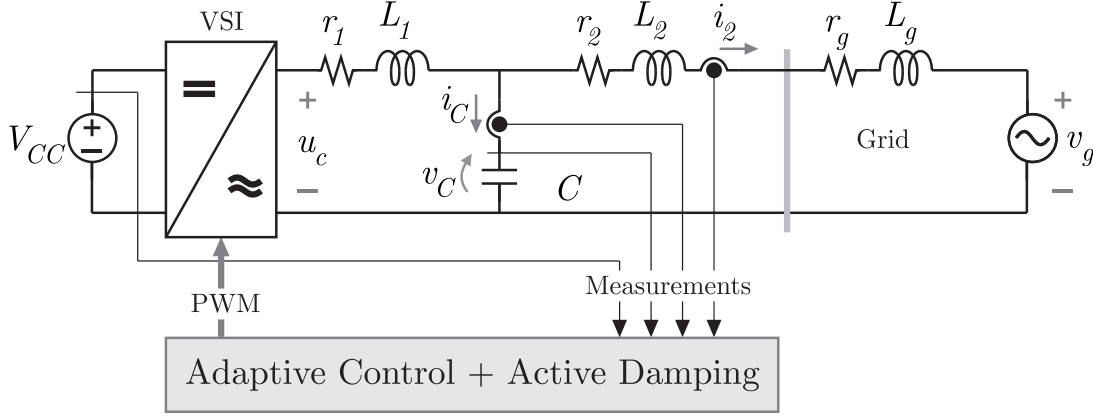 VSI
r1 L1 r2 L2 i2 rg Lg
+ iC +
VCC uc Grid vg
vC C
− −
Measurements
PWM
Adaptive Control + Active Damping